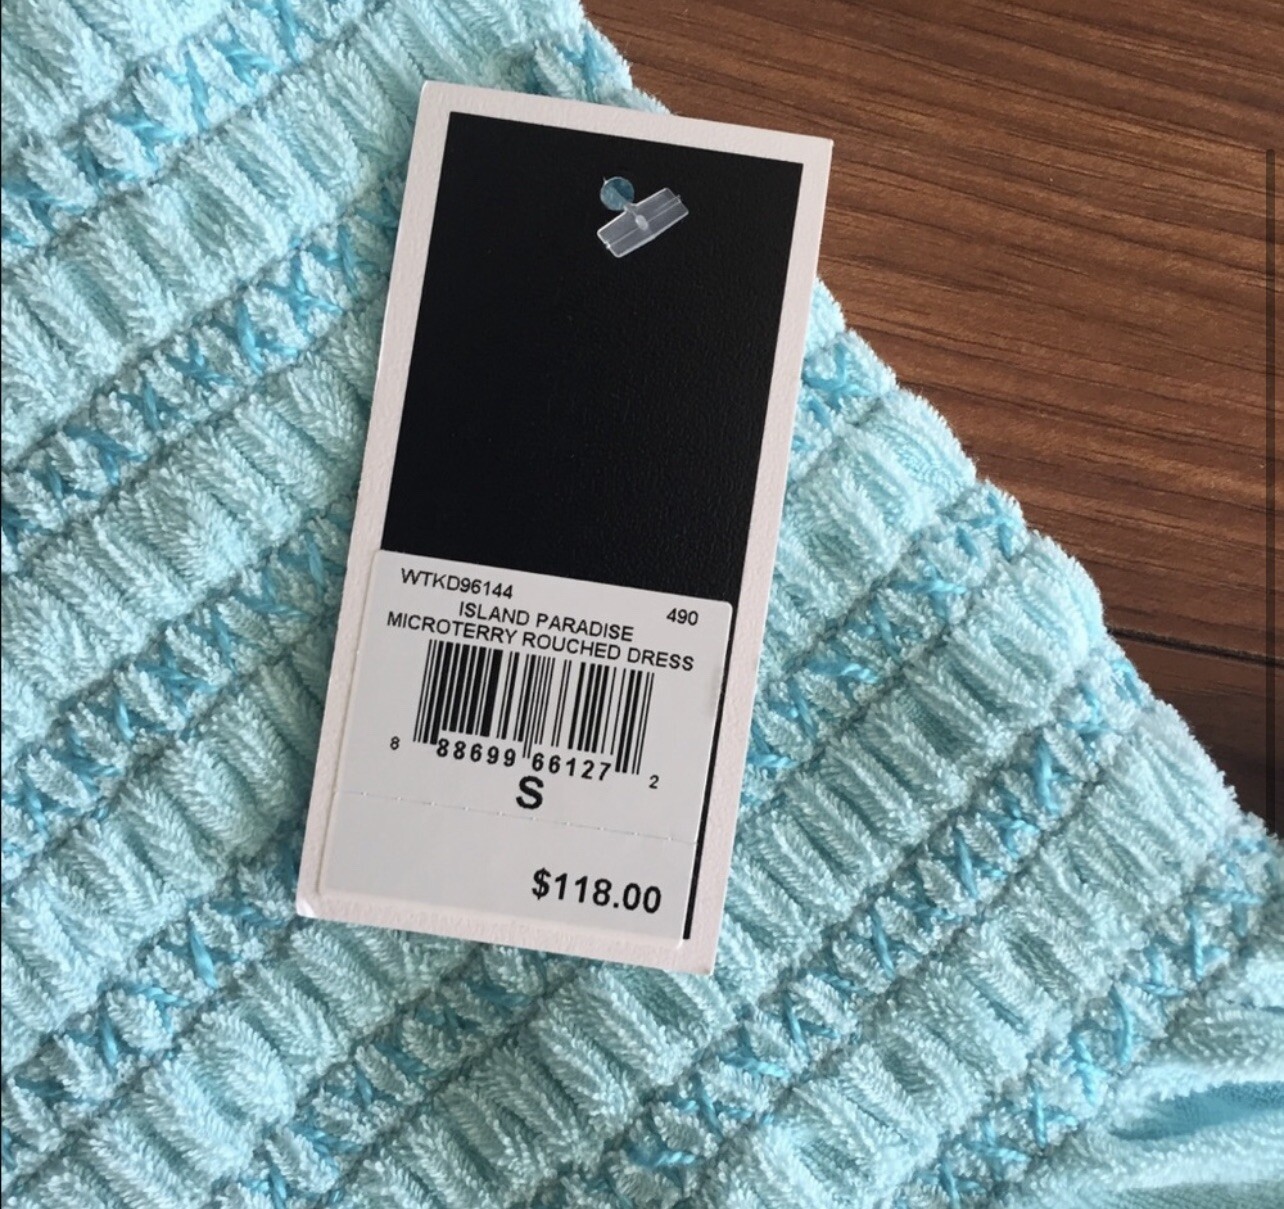 WTKD96144
490
ISLAND PARADISE
MICROTERRY ROUCHED DRESS
8 88699 66127 2
S
$118.00